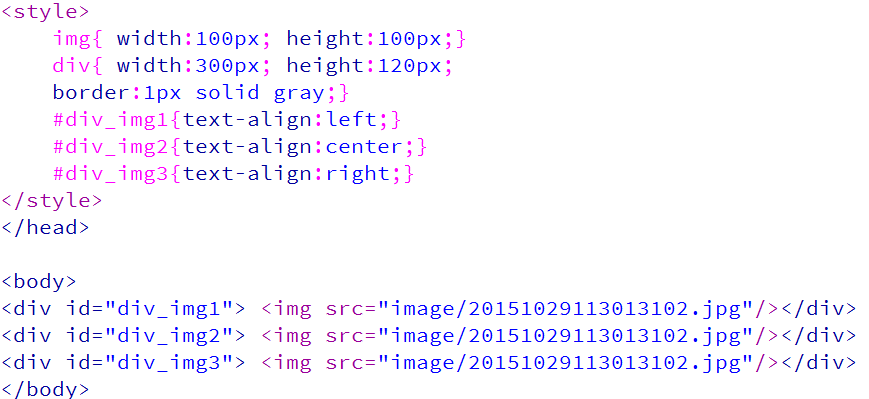 <style>
    img{ width:100px; height:100px;}
    div{ width:300px; height:120px;
    border:1px solid gray;}
    #div_img1{text-align:left;}
    #div_img2{text-align:center;}
    #div_img3{text-align:right;}
</style>
</head>

<body>
<div id="div_img1"> <img src="image/20151029113013102.jpg"/></div>
<div id="div_img2"> <img src="image/20151029113013102.jpg"/></div>
<div id="div_img3"> <img src="image/20151029113013102.jpg"/></div>
</body>